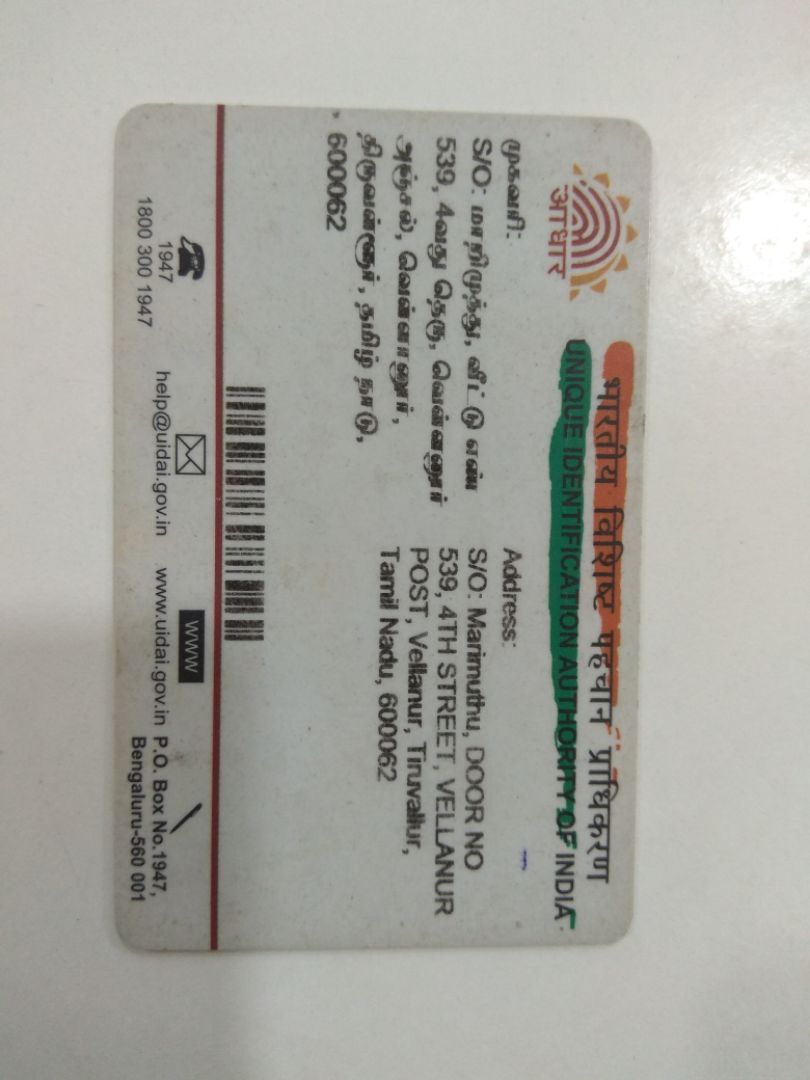 आधार
भारतीय विशिष्ट पहचान प्राधिकरण
UNIQUE IDENTIFICATION AUTHORITY OF INDIA
முகவரி:
S/O: மாரிமுத்து, வீட்டு எண்
539, 4வது தெரு, வெள்ளனூர்
அஞ்சல், வெள்ளானூர்,
திருவள்ளூர், தமிழ் நாடு,
600062
Address:
S/O: Marimuthu, DOOR NO
539, 4TH STREET, VELLANUR
POST, Vellanur, Tiruvallur,
Tamil Nadu, 600062
1947
1800 300 1947
help@uidai.gov.in
WWW
www.uidai.gov.in
P.O. Box No.1947,
Bengaluru-560 001